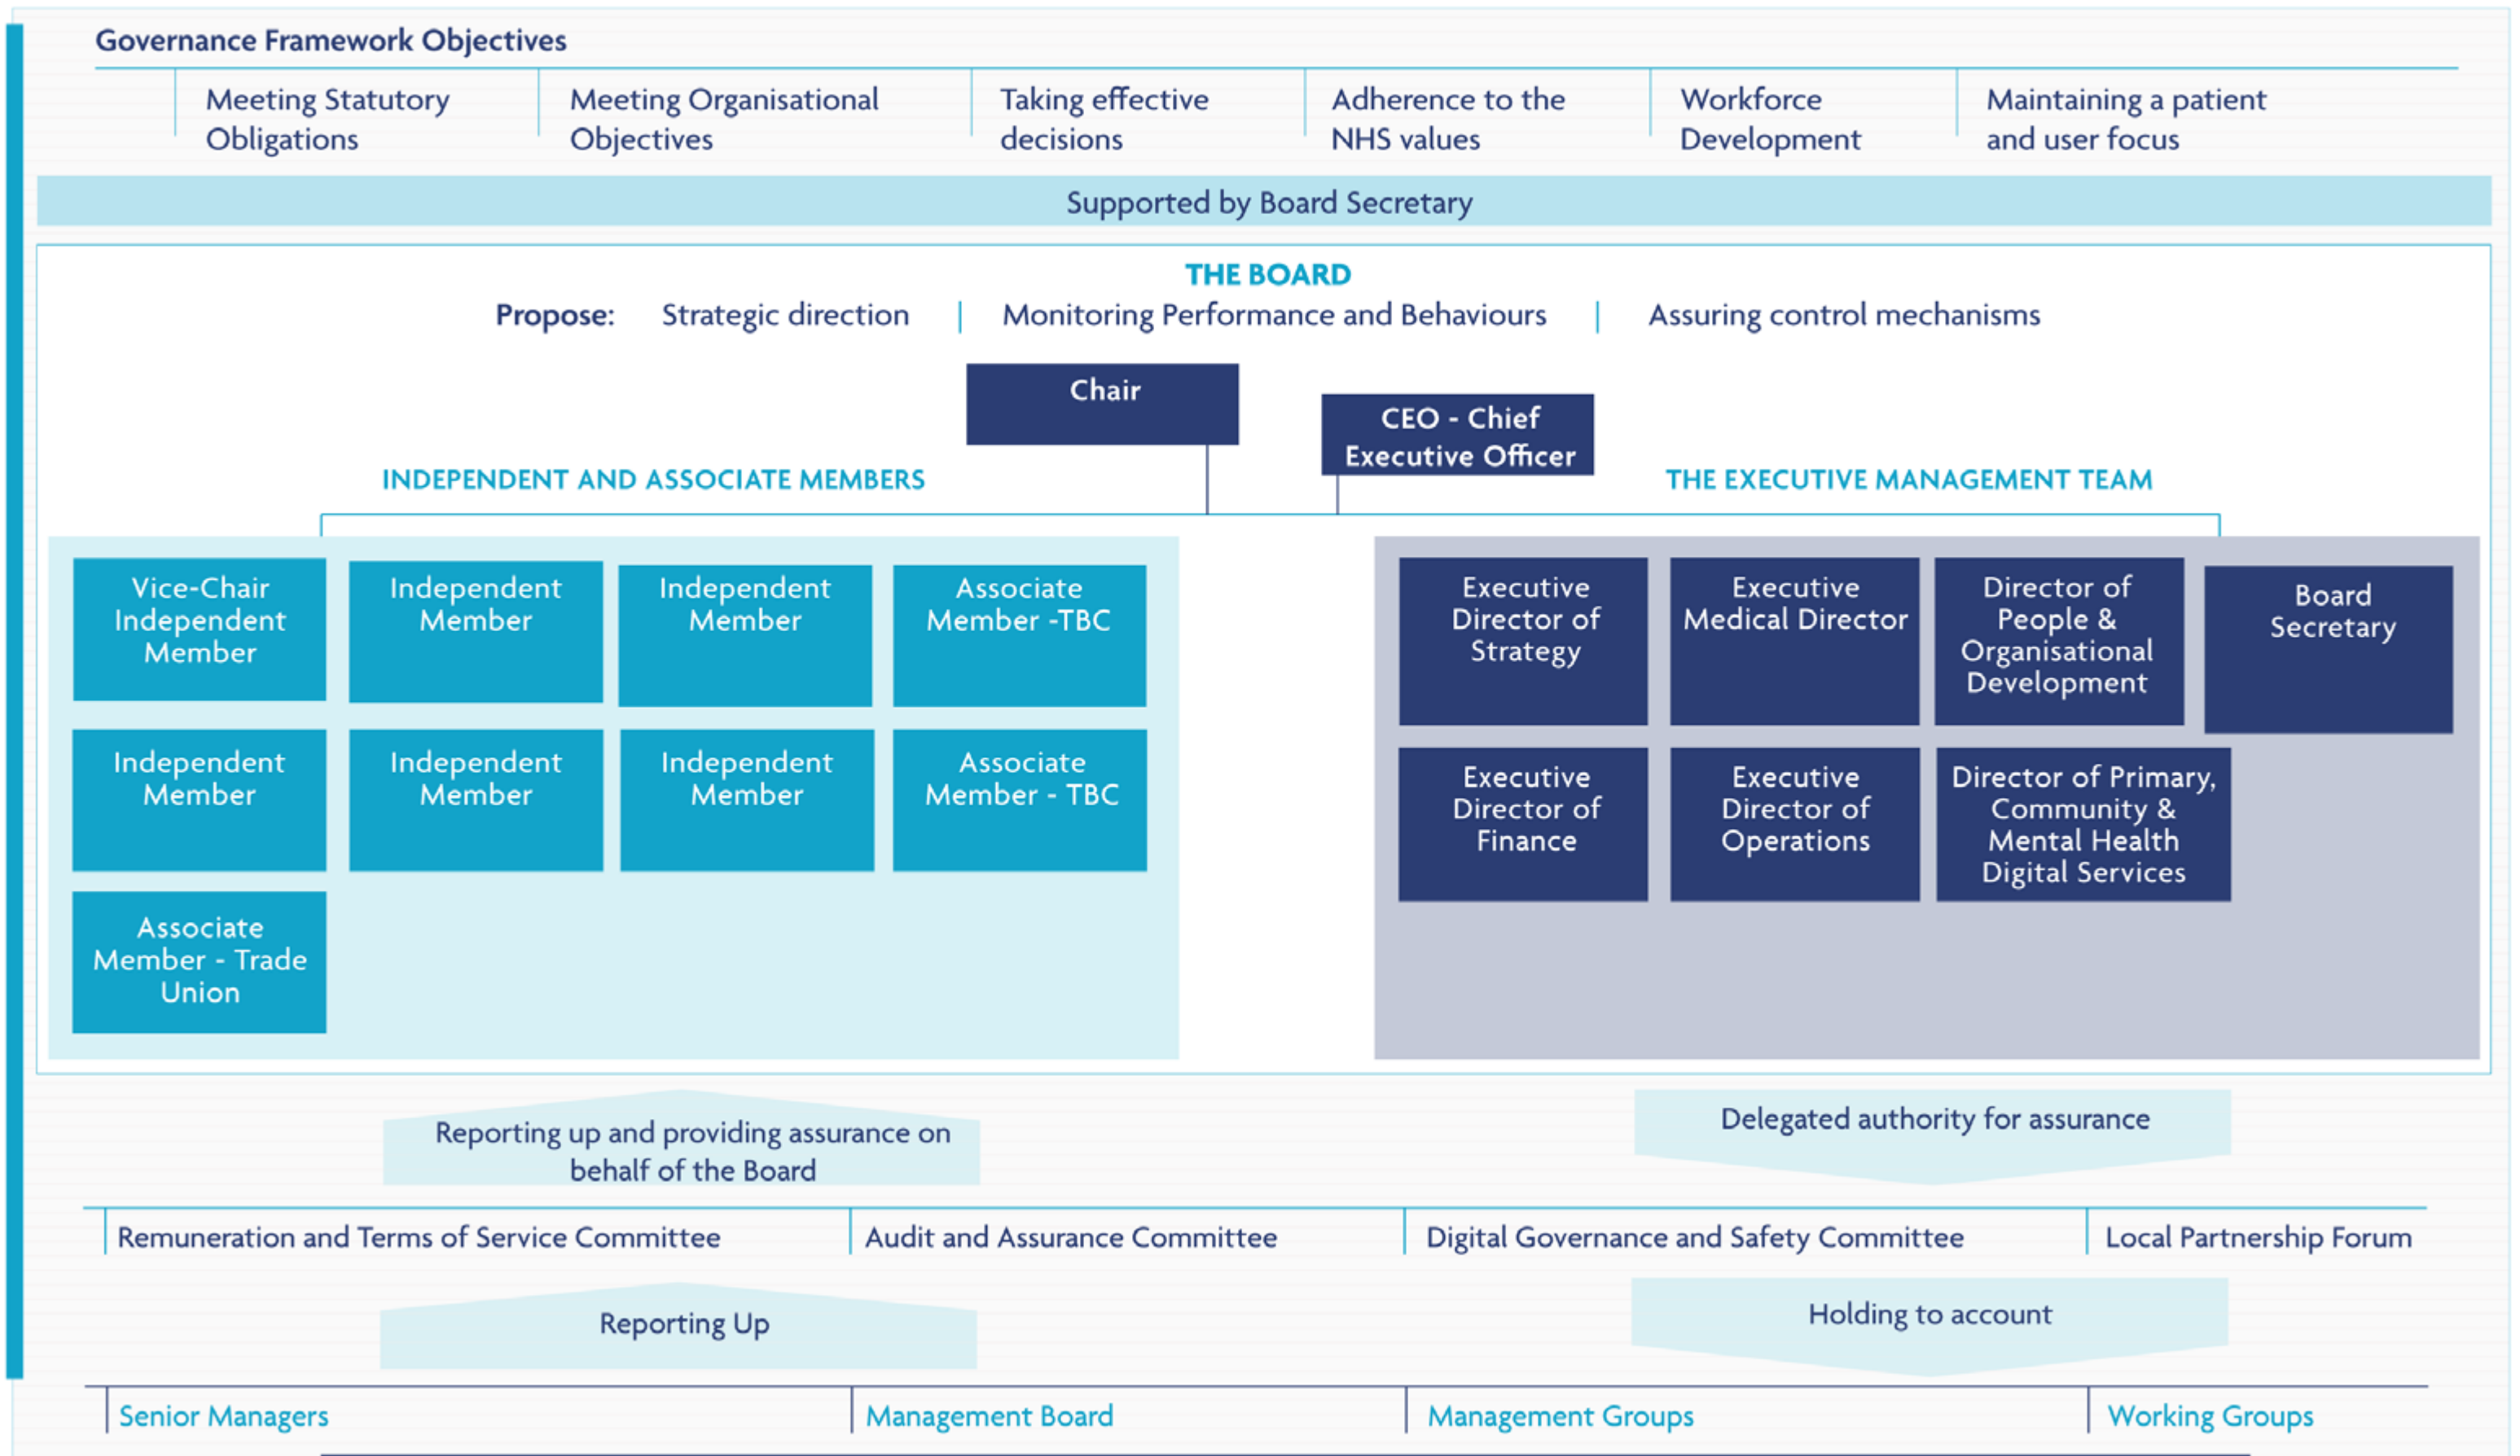 Governance Framework Objectives
Meeting Statutory
Obligations
Meeting Organisational
Objectives
Taking effective
decisions
Adherence to the
NHS values
Workforce
Development
Maintaining a patient
and user focus
Supported by Board Secretary
THE BOARD
Propose: Strategic direction | Monitoring Performance and Behaviours | Assuring control mechanisms
Chair
CEO - Chief
Executive Officer
INDEPENDENT AND ASSOCIATE MEMBERS
Vice-Chair
Independent
Member
Independent
Member
Independent
Member
Associate
Member -TBC
Independent
Member
Independent
Member
Independent
Member
Associate
Member - TBC
Associate
Member - Trade
Union
THE EXECUTIVE MANAGEMENT TEAM
Executive
Director of
Strategy
Executive
Medical Director
Director of
People &
Organisational
Development
Board
Secretary
Executive
Director of
Finance
Executive
Director of
Operations
Director of Primary,
Community &
Mental Health
Digital Services
Reporting up and providing assurance on
behalf of the Board
Delegated authority for assurance
Remuneration and Terms of Service Committee
Audit and Assurance Committee
Digital Governance and Safety Committee
Local Partnership Forum
Reporting Up
Holding to account
Senior Managers
Management Board
Management Groups
Working Groups